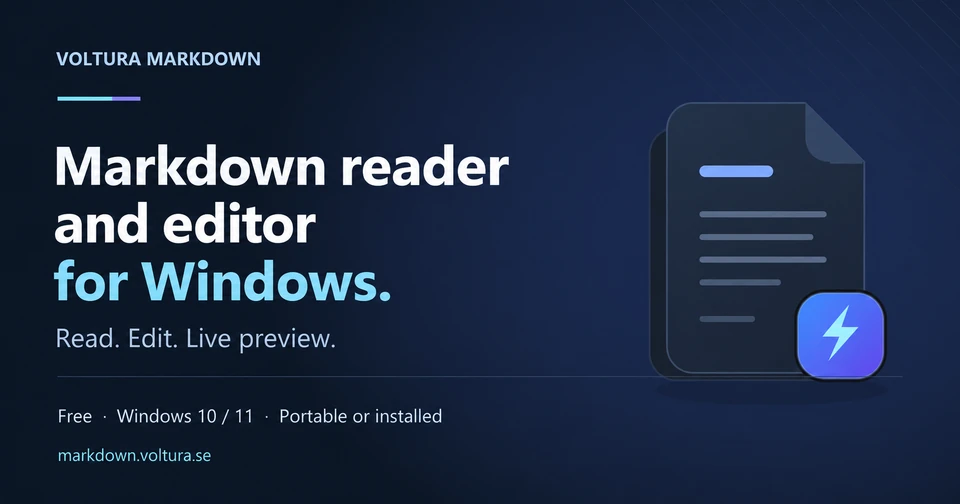 VOLTURA MARKDOWN
Markdown reader
and editor
for Windows.
Read. Edit. Live preview.
Free · Windows 10 / 11 · Portable or installed
markdown.voltura.se